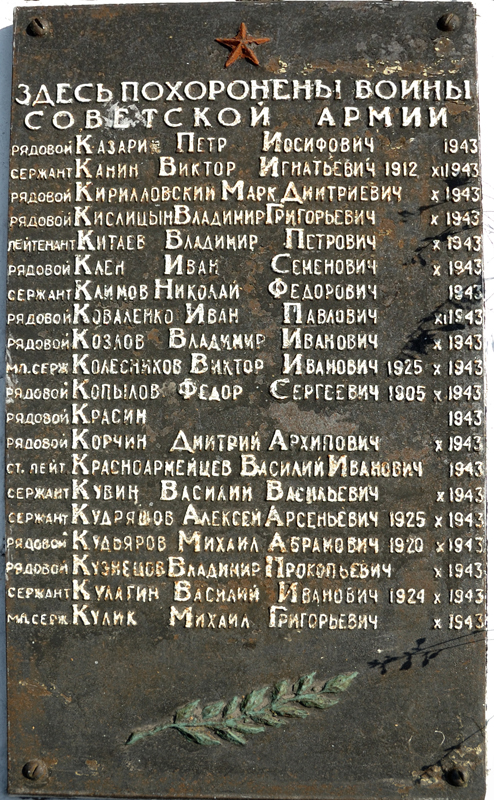 ЗДЕСЬ ПОХОРОНЕНЫ ВОИНЫ
СОВЕТСКОЙ АРМИИ
РЯДОВОЙ КАЗАРИН ПЕТР ИОСИФОВИЧ 1943
СЕРЖАНТ КАНИН ВИКТОР ИГНАТЬЕВИЧ 1912 XII 1943
РЯДОВОЙ КИРИЛЛОВСКИЙ МАРК ДМИТРИЕВИЧ X 1943
РЯДОВОЙ КИСЛИЦЫН ВЛАДИМИР ГРИГОРЬЕВИЧ X 1943
ЛЕЙТЕНАНТ КИТАЕВ ВЛАДИМИР ПЕТРОВИЧ X 1943
РЯДОВОЙ КЛЕН ИВАН СЕМЕНОВИЧ X 1943
СЕРЖАНТ КЛИМОВ НИКОЛАЙ ФЕДОРОВИЧ 1943
РЯДОВОЙ КОВАЛЕНКО ИВАН ПАВЛОВИЧ XII 1943
РЯДОВОЙ КОЗЛОВ ВЛАДИМИР ИВАНОВИЧ X 1943
МЛ. СЕРЖ КОЛЕСНИКОВ ВИКТОР ИВАНОВИЧ 1925 X 1943
РЯДОВОЙ КОПЫЛОВ ФЕДОР СЕРГЕЕВИЧ 1905 X 1943
РЯДОВОЙ КРАСИН 1943
РЯДОВОЙ КОРЧИН ДМИТРИЙ АРХИПОВИЧ X 1943
СТ. ЛЕЙТ. КРАСНОАРМЕЙЦЕВ ВАСИЛИЙ ИВАНОВИЧ 1943
СЕРЖАНТ КУВИН ВАСИЛИЙ ВАСИЛЬЕВИЧ X 1943
СЕРЖАНТ КУДРЯШОВ АЛЕКСЕЙ АРСЕНЬЕВИЧ 1925 X 1943
РЯДОВОЙ КУДЬЯРОВ МИХАИЛ АБРАМОВИЧ 1920 X 1943
РЯДОВОЙ КУЗНЕЦОВ ВЛАДИМИР ПРОКОПЬЕВИЧ X 1943
СЕРЖАНТ КУЛАГИН ВАСИЛИЙ ИВАНОВИЧ 1924 X 1943
МЛ. СЕРЖ КУЛИК МИХАИЛ ГРИГОРЬЕВИЧ X 1943